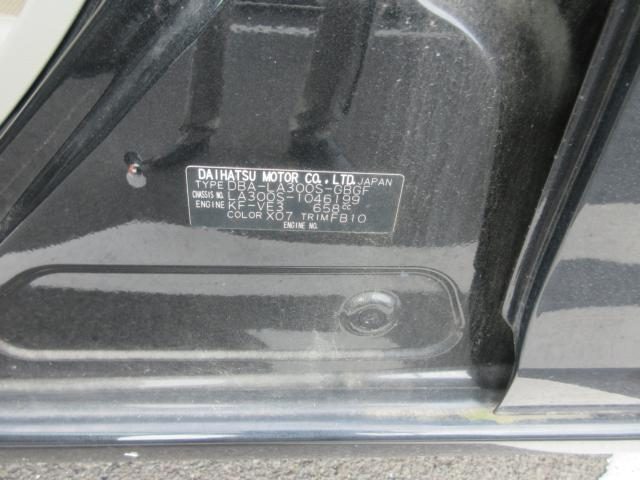 DAIHATSU MOTOR CO., LTD. JAPAN
TYPE DBA-LA300S-GBGF
CHASSIS NO. LA300S-1046199
ENGINE KF-VE3 658cc
COLOR X07 TRIM FB10
ENGINE NO.